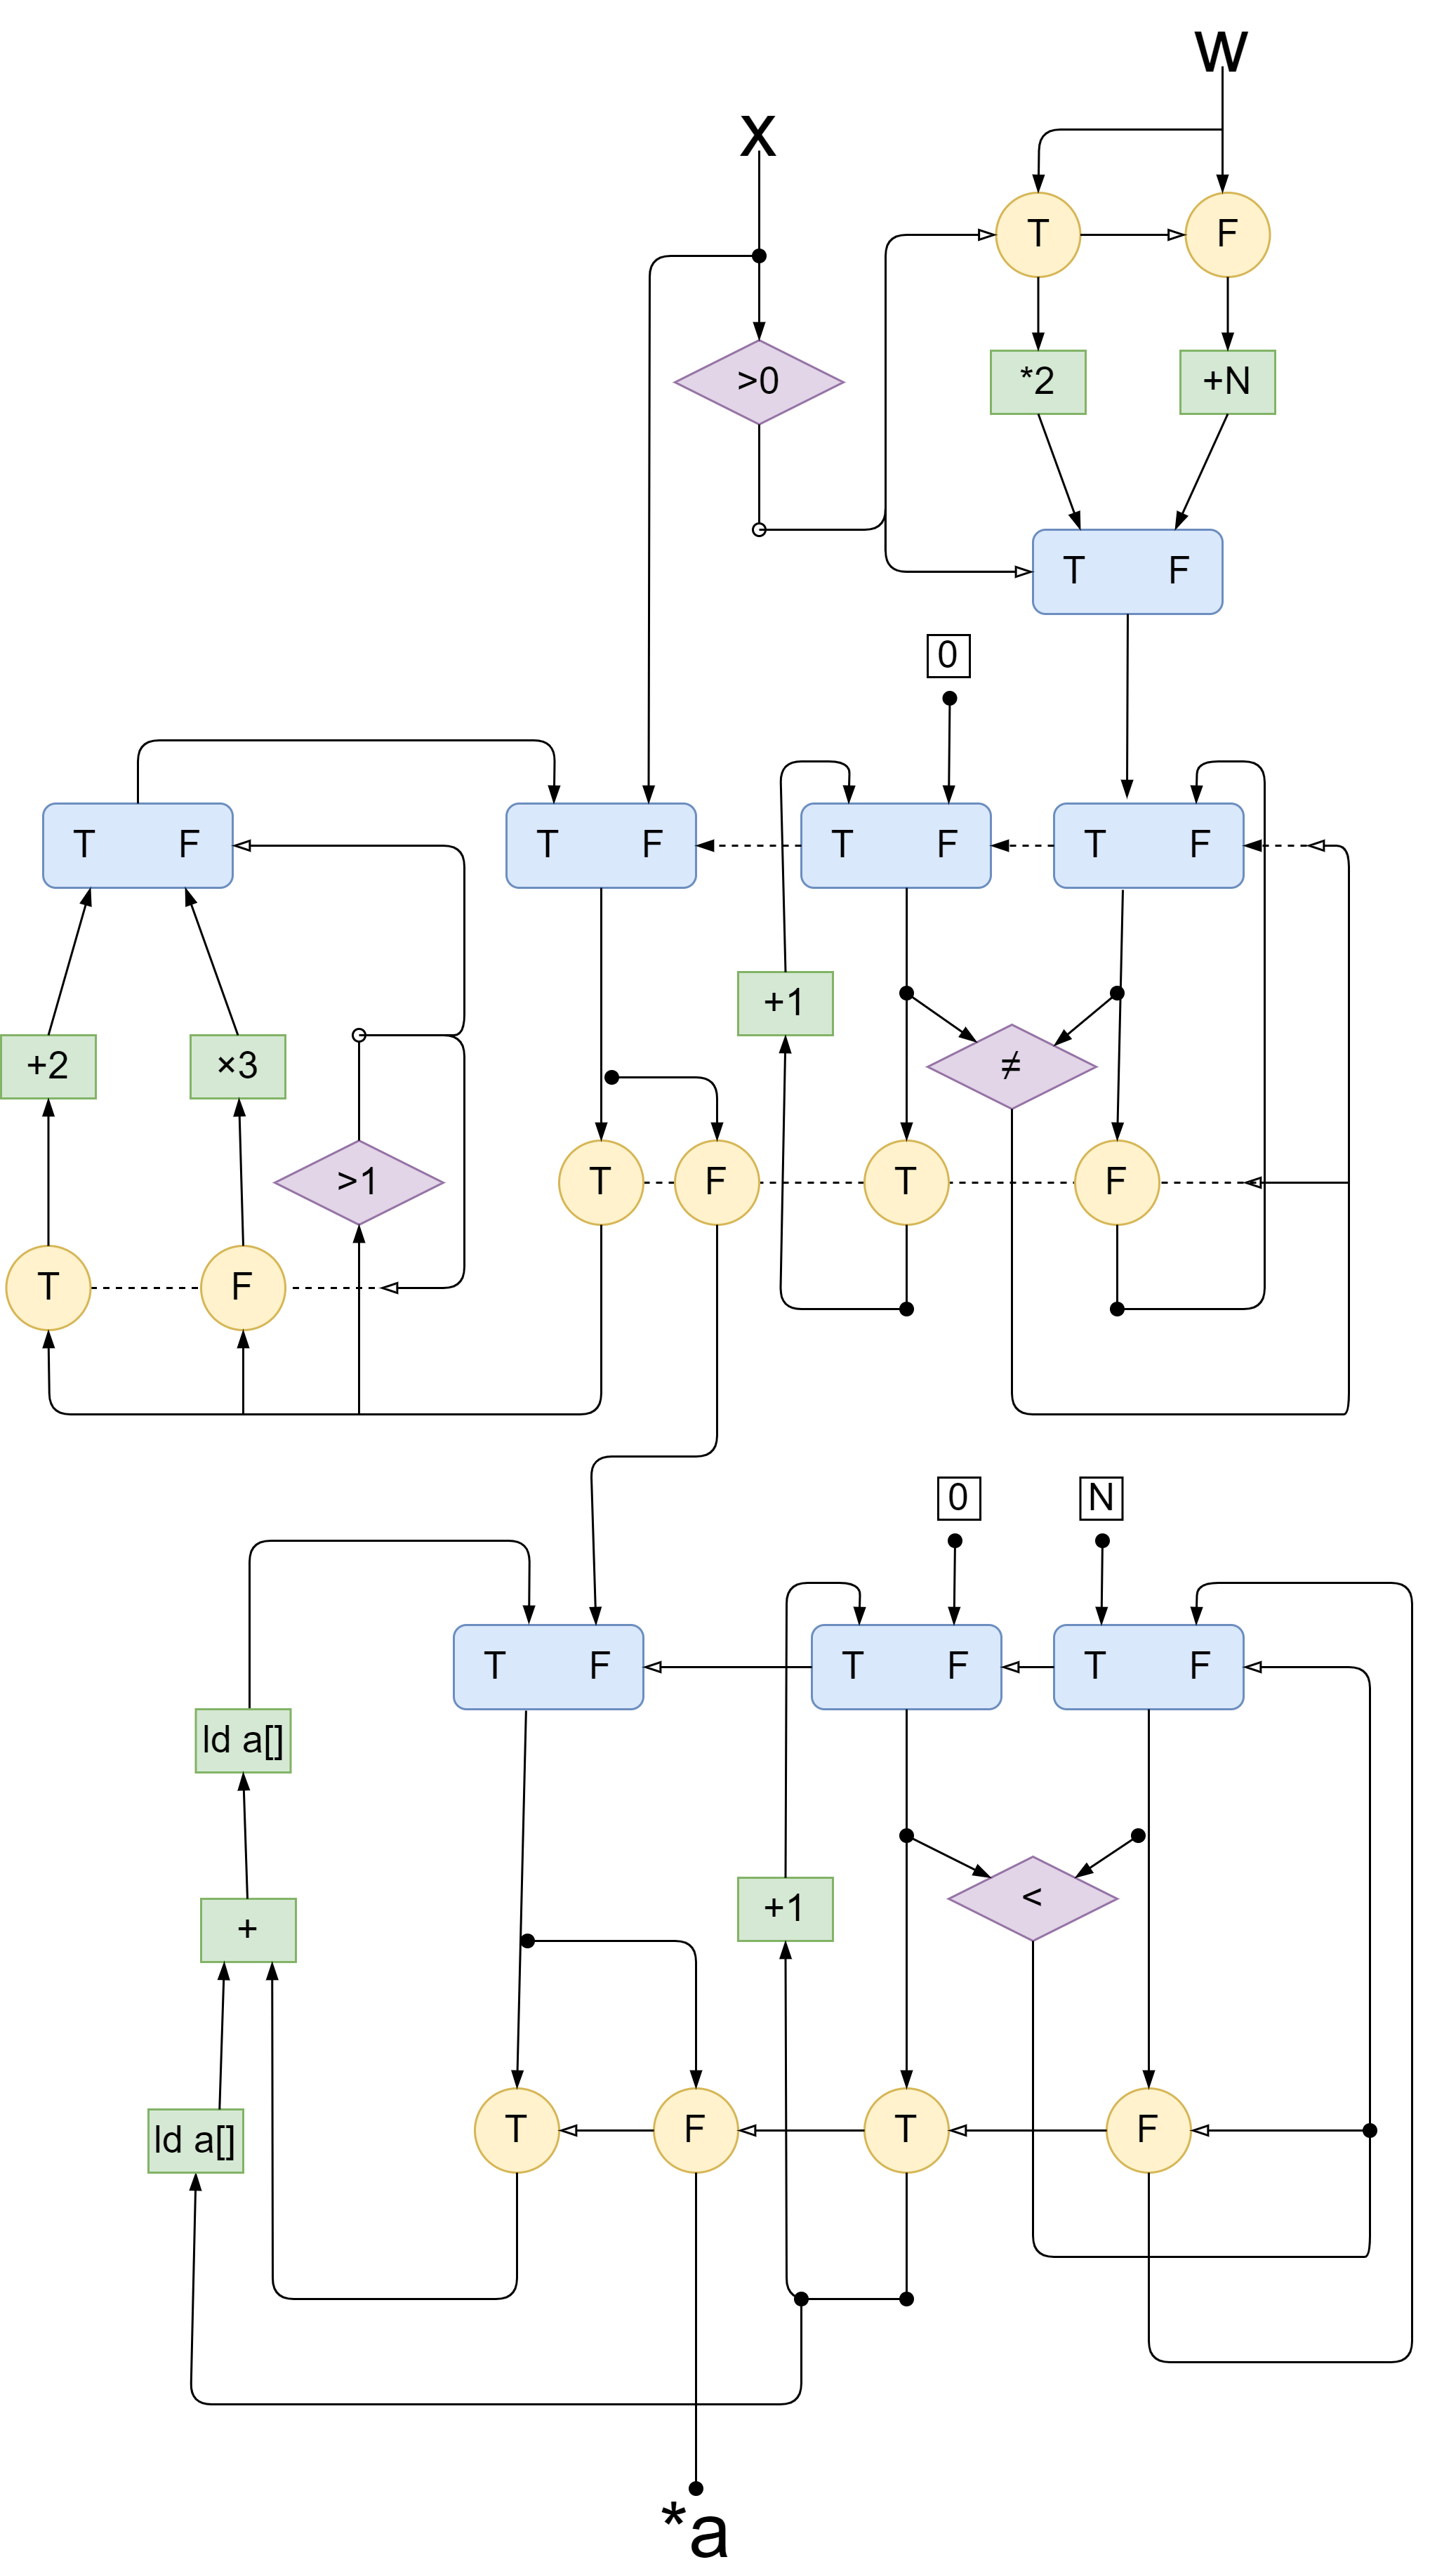 W
X
T F
>0
*2 +N
T F
0
T F T F T F T F
+1
+2 ×3 ≠
>1 T F T F
T F
0 N
T F T F T F
ld a[]
+1 <
+
T F T F
ld a[]
*a